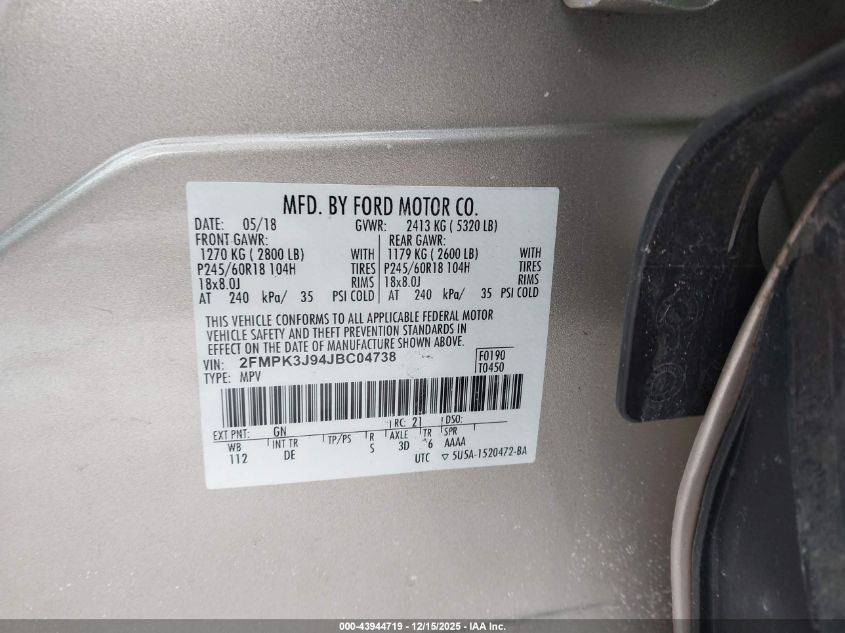 MFD. BY FORD MOTOR CO.
DATE: 05/18 GVWR: 2413 KG ( 5320 LB)
FRONT GAWR: REAR GAWR:
1270 KG ( 2800 LB) WITH 1179 KG ( 2600 LB) WITH
P245/60R18 104H TIRES P245/60R18 104H TIRES
18x8.0J RIMS 18x8.0J RIMS
AT 240 kPa/ 35 PSI COLD AT 240 kPa/ 35 PSI COLD
THIS VEHICLE CONFORMS TO ALL APPLICABLE FEDERAL MOTOR
VEHICLE SAFETY AND THEFT PREVENTION STANDARDS IN
EFFECT ON THE DATE OF MANUFACTURE SHOWN ABOVE.
VIN: 2FMPK3J94JBC04738 F0190
TYPE: MPV T0450
EXT PNT: GN RC: 21 DSO:
WB INT TR TP/PS R AXLE TR SPR
112 DE S 3D 6 AAAA
UTC ▽ 5U5A-1520472-BA
000-43944719 - 12/15/2025 - IAA Inc.